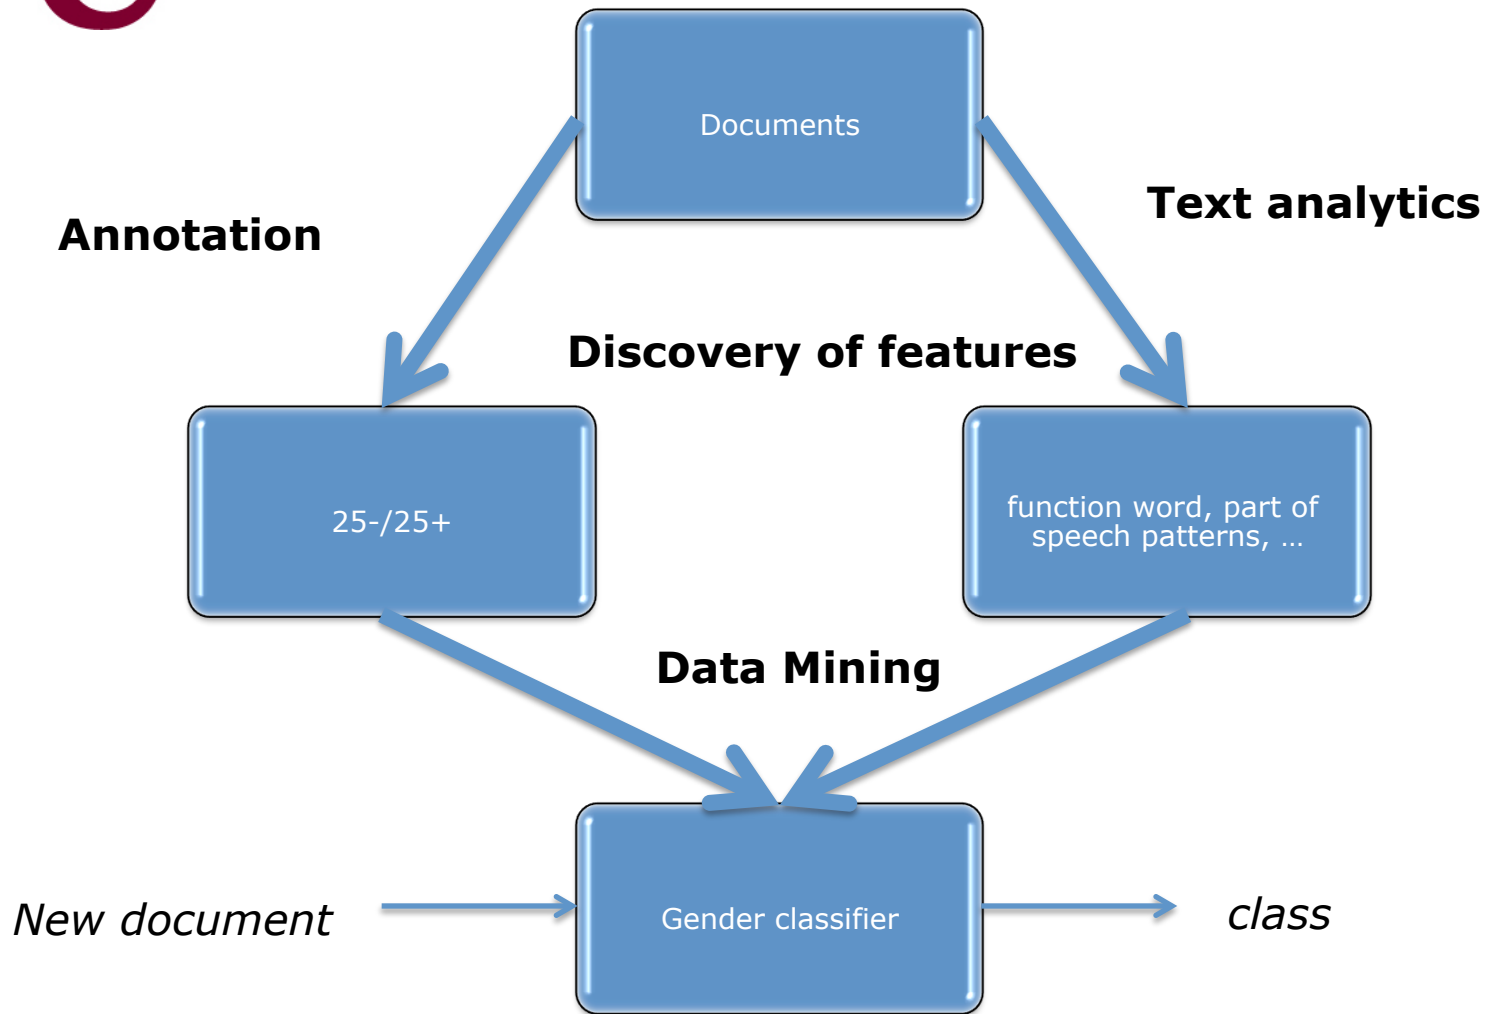 Documents
Text analytics
Annotation
Discovery of features
25-/25+
function word, part of
speech patterns, ...
Data Mining
New document
Gender classifier
class